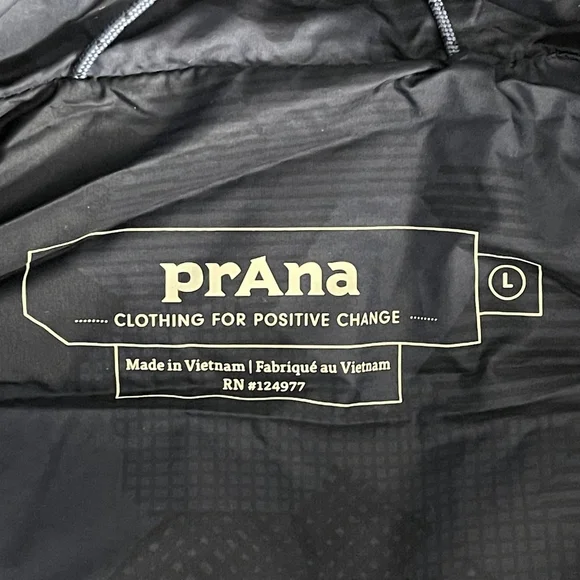 prAna
CLOTHING FOR POSITIVE CHANGE
L
Made in Vietnam | Fabriqué au Vietnam
RN #124977